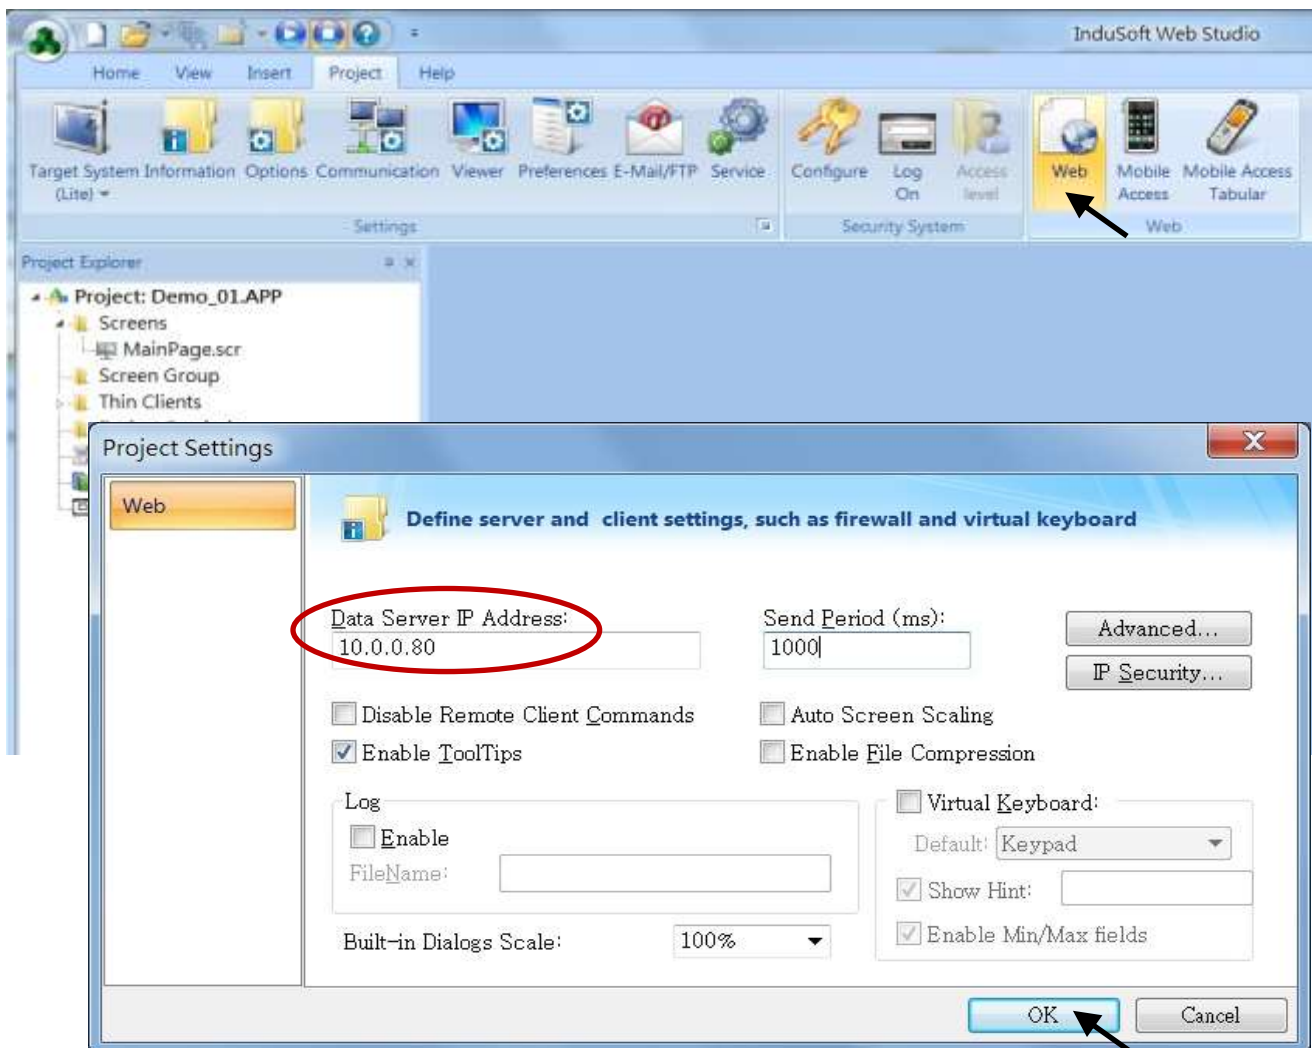 InduSoft Web Studio
Home View Insert Project Help
Target System (Lite)
Information
Options
Communication
Viewer
Preferences
E-Mail/FTP
Service
Configure
Log On
Access level
Web
Mobile Access
Mobile Access Tabular
Settings
Security System
Web
Project Explorer
Project: Demo_01.APP
Screens
MainPage.scr
Screen Group
Thin Clients
Project Settings
Web
Define server and client settings, such as firewall and virtual keyboard
Data Server IP Address:
10.0.0.80
Send Period (ms):
1000
Advanced...
IP Security...
Disable Remote Client Commands
Auto Screen Scaling
Enable ToolTips
Enable File Compression
Log
Enable
FileName:
Virtual Keyboard:
Default: Keypad
Show Hint:
Enable Min/Max fields
Built-in Dialogs Scale: 100%
OK
Cancel